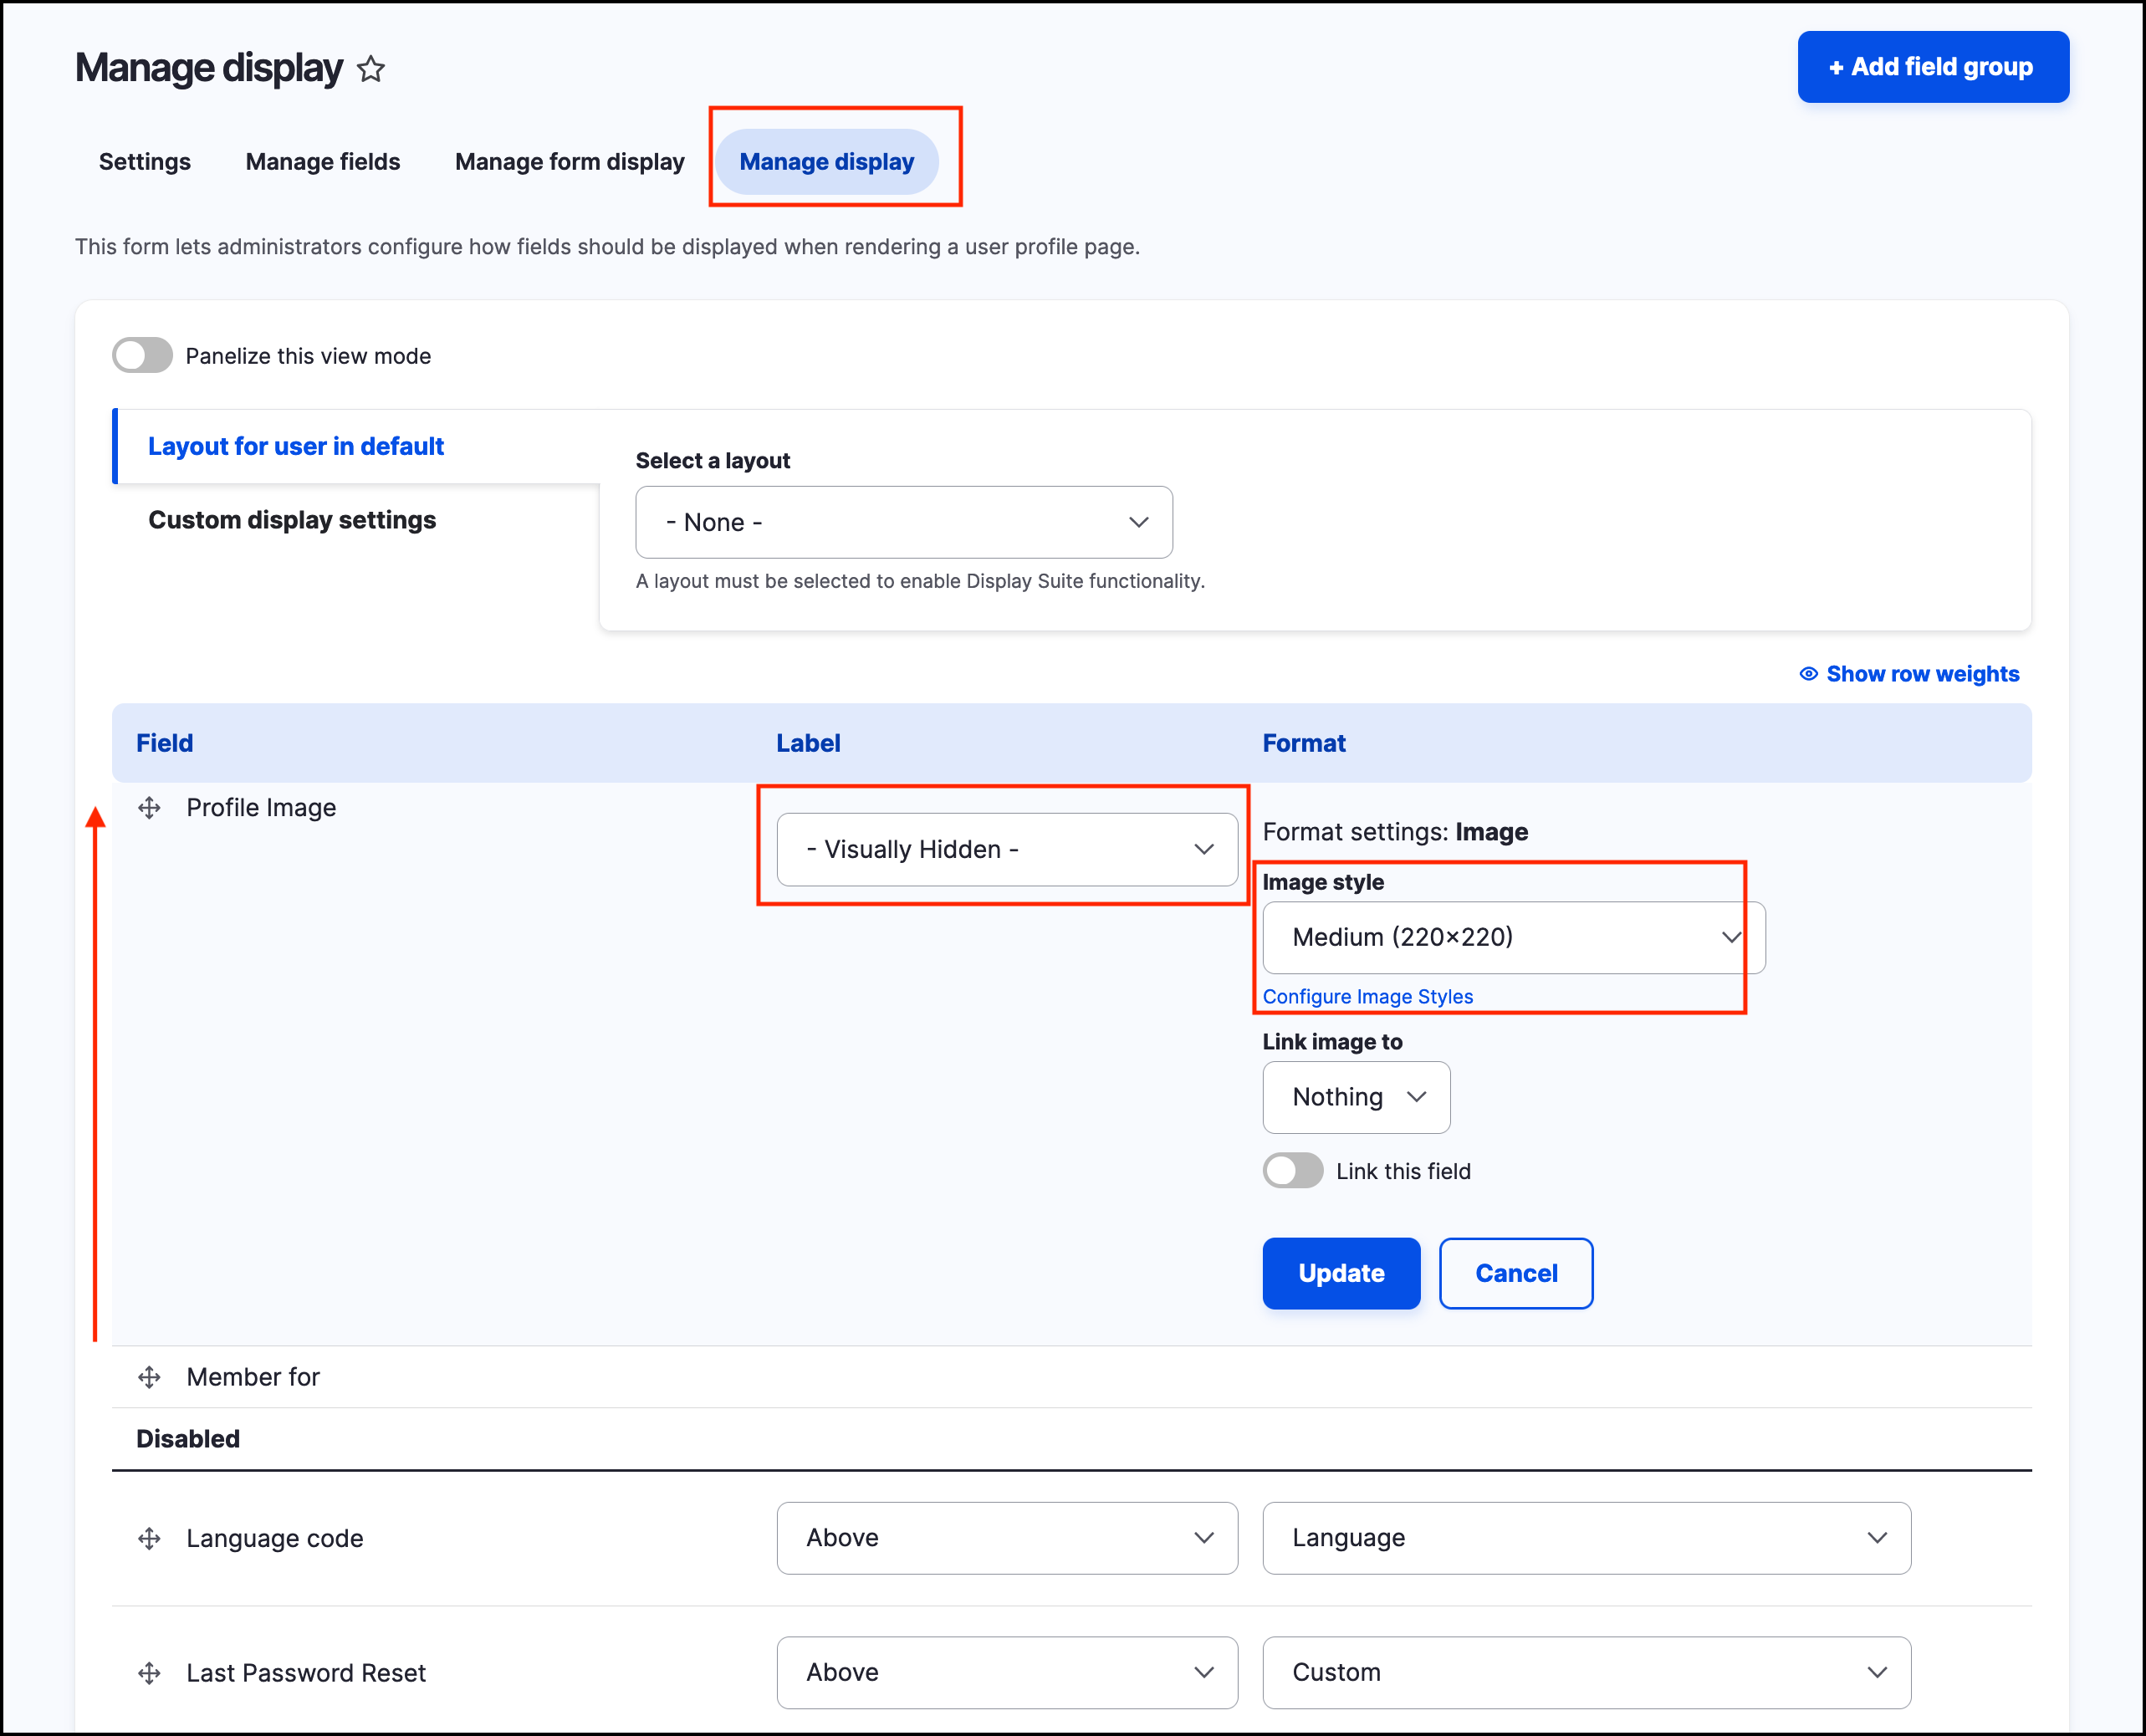 Manage display
+ Add field group
Settings
Manage fields
Manage form display
Manage display
This form lets administrators configure how fields should be displayed when rendering a user profile page.
Panelize this view mode
Layout for user in default
Custom display settings
Select a layout
- None -
A layout must be selected to enable Display Suite functionality.
Show row weights
Field
Label
Format
Profile Image
- Visually Hidden -
Format settings: Image
Image style
Medium (220×220)
Configure Image Styles
Link image to
Nothing
Link this field
Update
Cancel
Member for
Disabled
Language code
Above
Language
Last Password Reset
Above
Custom